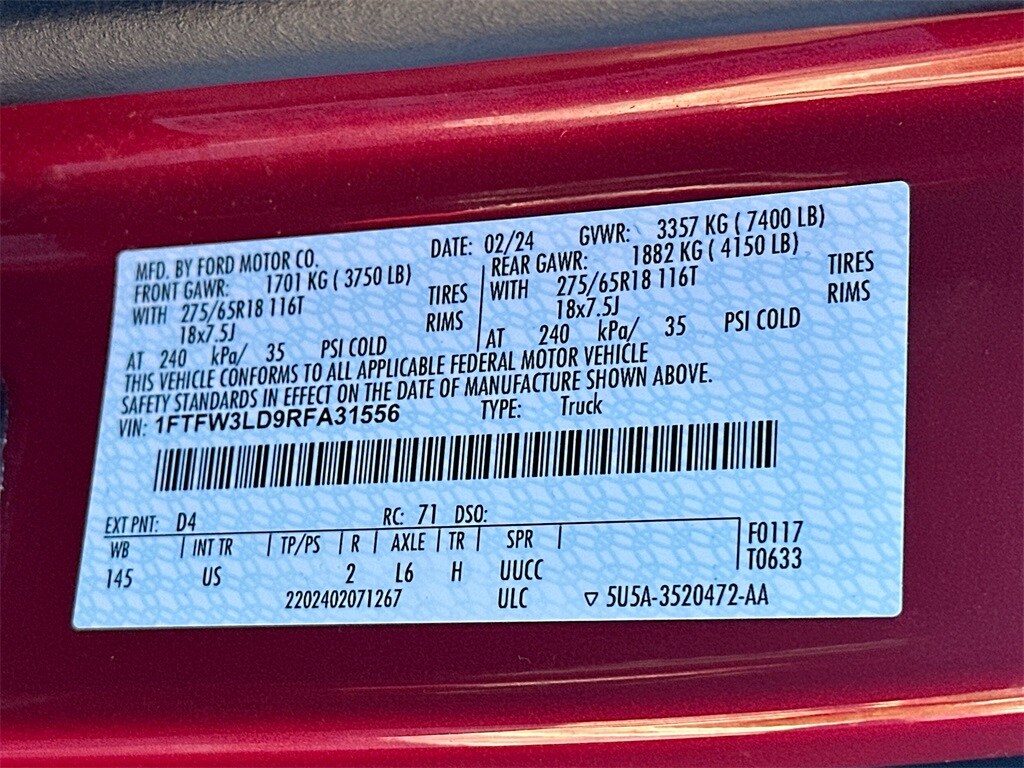 MFD. BY FORD MOTOR CO. DATE: 02/24 GVWR: 3357 KG ( 7400 LB)
FRONT GAWR: 1701 KG ( 3750 LB) REAR GAWR: 1882 KG ( 4150 LB)
WITH 275/65R18 116T TIRES WITH 275/65R18 116T TIRES
18x7.5J RIMS 18x7.5J RIMS
AT 240 kPa/ 35 PSI COLD AT 240 kPa/ 35 PSI COLD
THIS VEHICLE CONFORMS TO ALL APPLICABLE FEDERAL MOTOR VEHICLE
SAFETY STANDARDS IN EFFECT ON THE DATE OF MANUFACTURE SHOWN ABOVE.
VIN: 1FTFW3LD9RFA31556 TYPE: Truck
EXT PNT: D4 RC: 71 DSO:
WB INT TR TP/PS R AXLE TR SPR F0117
145 US 2 L6 H UUCC T0633
2202402071267 ULC ▽ 5U5A-3520472-AA